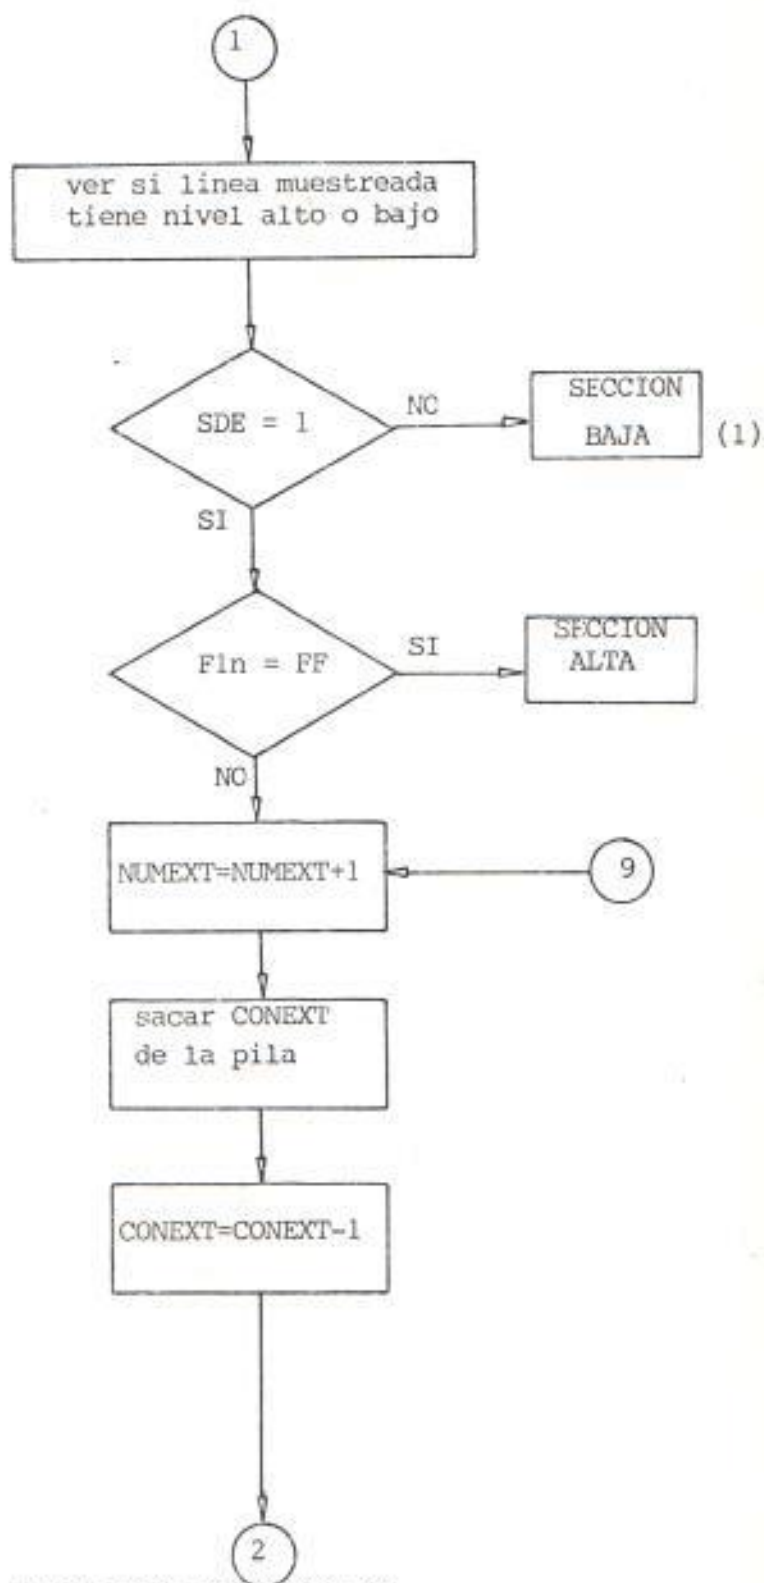 1
ver si linea muestreada
tiene nivel alto o bajo
SDE = 1
NO
SECCION
BAJA
(1)
SI
F1n = FF
SI
SECCION
ALTA
NO
NUMEXT=NUMEXT+1
9
sacar CONEXT
de la pila
CONEXT=CONEXT-1
2